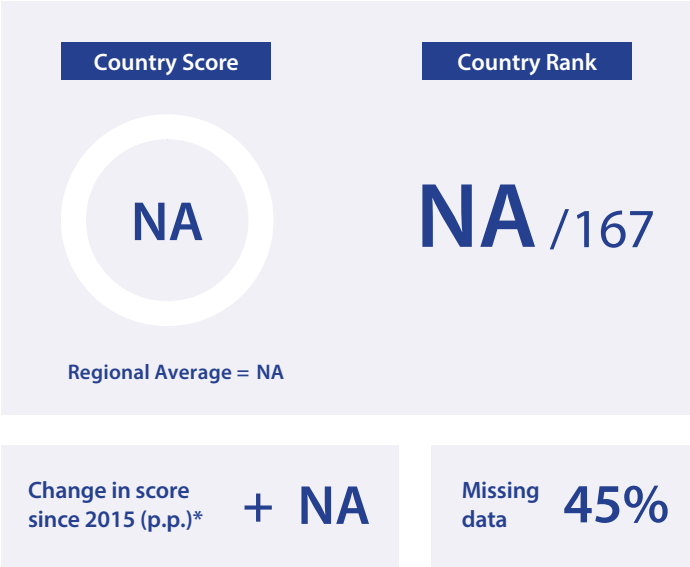 Country Score
Country Rank
NA
NA /167
Regional Average = NA
Change in score
since 2015 (p.p.)*
+ NA
Missing
data
45%